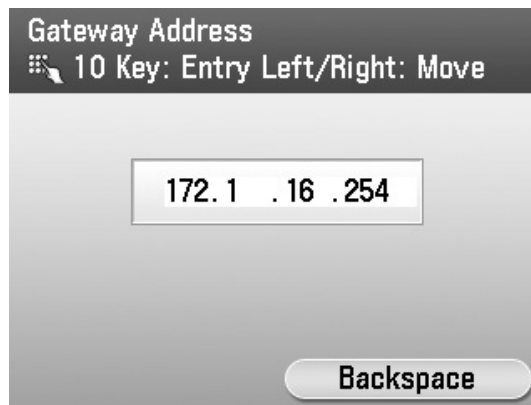 Gateway Address
10 Key: Entry Left/Right: Move
172. 1 . 16 . 254
Backspace